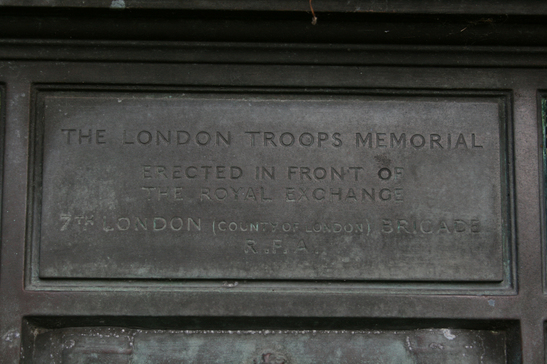 THE LONDON TROOPS MEMORIAL
ERECTED IN FRONT OF
THE ROYAL EXCHANGE
7TH LONDON (COUNTY OF LONDON) BRIGADE
R.F.A.